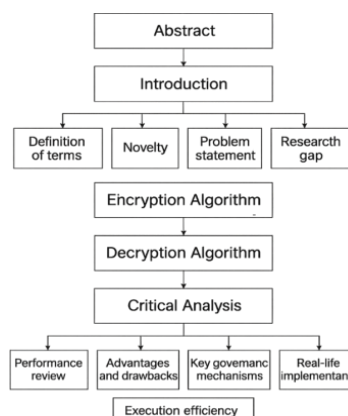 Abstract
Introduction
Definition
of terms
Novelty
Problem
statement
Researcth
gap
Encryption Algorithm
Decryption Algorithm
Critical Analysis
Performance
review
Advantages
and drawbacks
Key governanc
mechanisms
Real-life
implementan
Execution efficiency